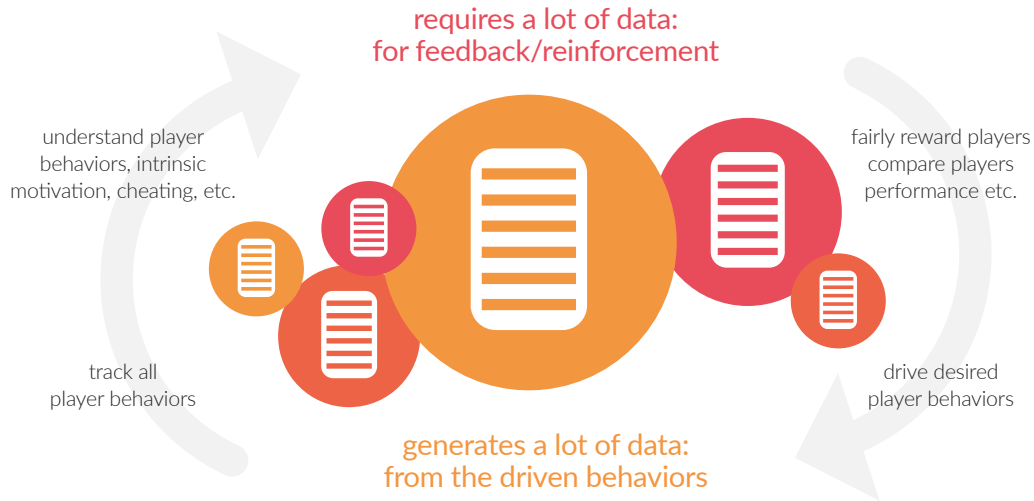 requires a lot of data:
for feedback/reinforcement
understand player
behaviors, intrinsic
motivation, cheating, etc.
fairly reward players
compare players
performance etc.
track all
player behaviors
drive desired
player behaviors
generates a lot of data:
from the driven behaviors